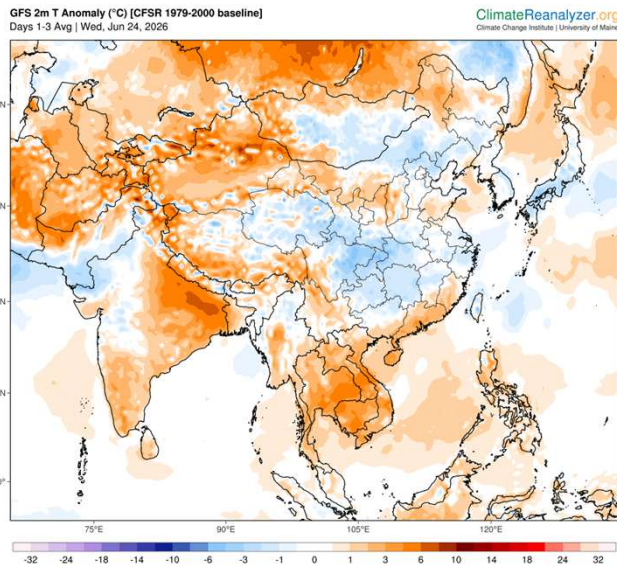 GFS 2m T Anomaly (°C) [CFSR 1979-2000 baseline]
Days 1-3 Avg | Wed, Jun 24, 2026
ClimateReanalyzer.org
Climate Change Institute | University of Maine
75°E 90°E 105°E 120°E
-32 -24 -18 -14 -10 -6 -3 -1 0 1 3 6 10 14 18 24 32